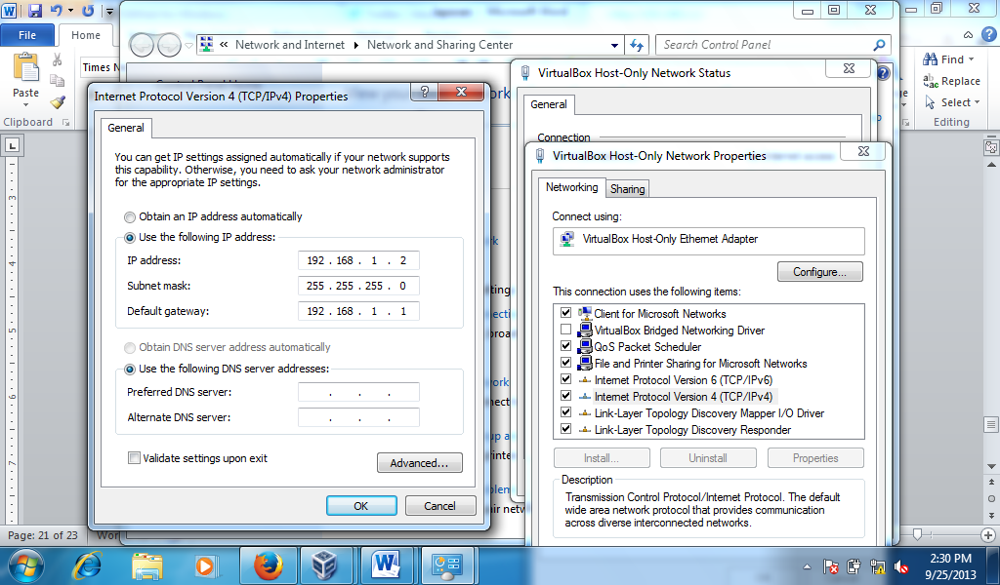 Microsoft Word
File
Home
Paste
Clipboard
Times N
Network and Internet
Network and Sharing Center
Search Control Panel
Find
Replace
Select
Editing
Internet Protocol Version 4 (TCP/IPv4) Properties
General
You can get IP settings assigned automatically if your network supports
this capability. Otherwise, you need to ask your network administrator
for the appropriate IP settings.
Obtain an IP address automatically
Use the following IP address:
IP address: 192 . 168 . 1 . 2
Subnet mask: 255 . 255 . 255 . 0
Default gateway: 192 . 168 . 1 . 1
Obtain DNS server address automatically
Use the following DNS server addresses:
Preferred DNS server: . . .
Alternate DNS server: . . .
Validate settings upon exit
Advanced...
OK
Cancel
VirtualBox Host-Only Network Status
General
Connection
VirtualBox Host-Only Network Properties
Networking
Sharing
Connect using:
VirtualBox Host-Only Ethernet Adapter
Configure...
This connection uses the following items:
Client for Microsoft Networks
VirtualBox Bridged Networking Driver
QoS Packet Scheduler
File and Printer Sharing for Microsoft Networks
Internet Protocol Version 6 (TCP/IPv6)
Internet Protocol Version 4 (TCP/IPv4)
Link-Layer Topology Discovery Mapper I/O Driver
Link-Layer Topology Discovery Responder
Install...
Uninstall
Properties
Description
Transmission Control Protocol/Internet Protocol. The default
wide area network protocol that provides communication
across diverse interconnected networks.
Page: 21 of 23
2:30 PM
9/25/2013